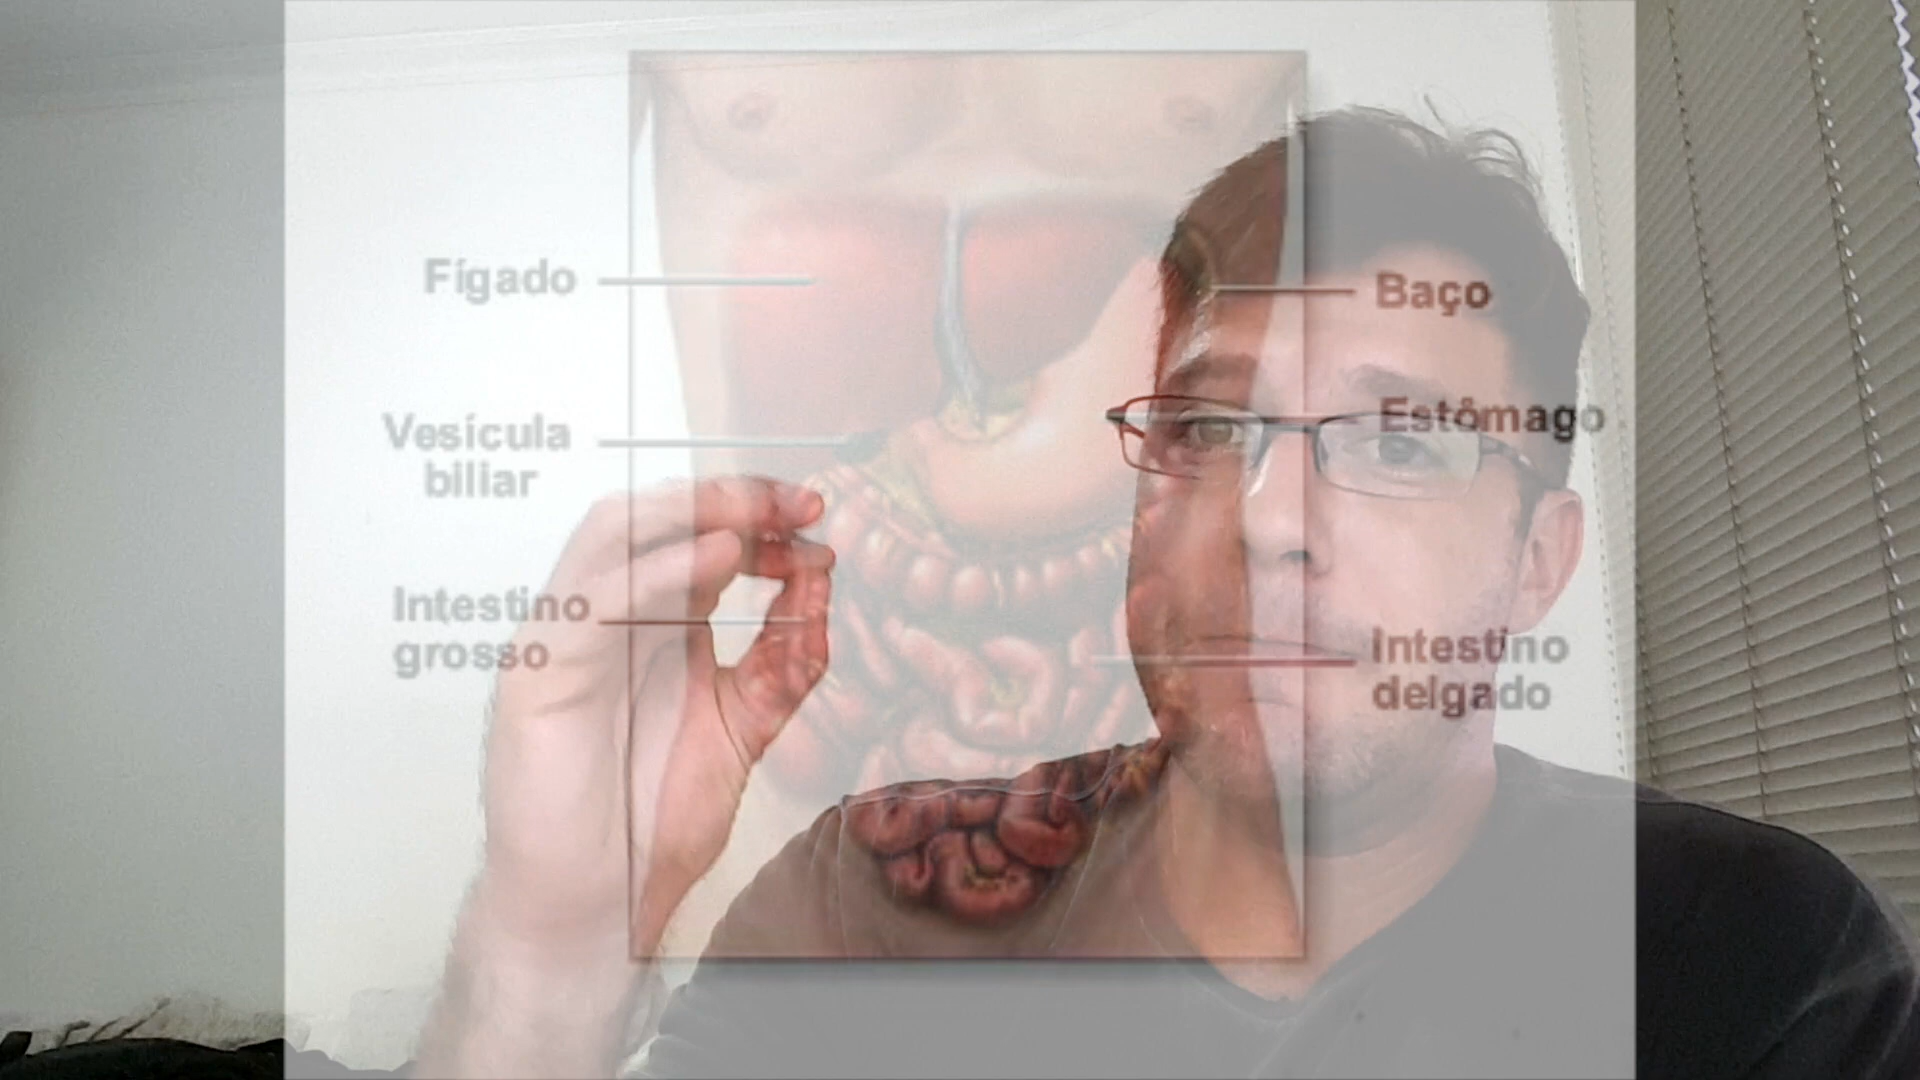 Fígado
Baço
Vesícula
biliar
Estômago
Intestino
grosso
Intestino
delgado